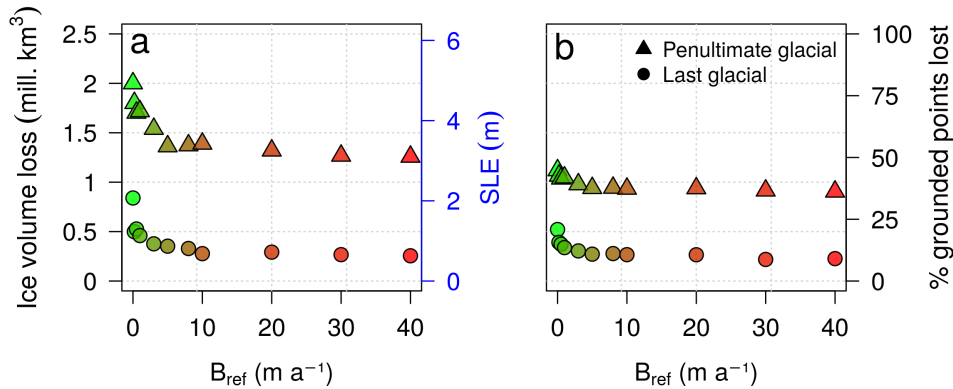 a
Ice volume loss (mill. km³)
2.5
2
1.5
1
0.5
0
0 10 20 30 40
B_ref (m a⁻¹)
SLE (m)
6
4
2
0
b
Penultimate glacial
Last glacial
0 10 20 30 40
B_ref (m a⁻¹)
% grounded points lost
100
75
50
25
0